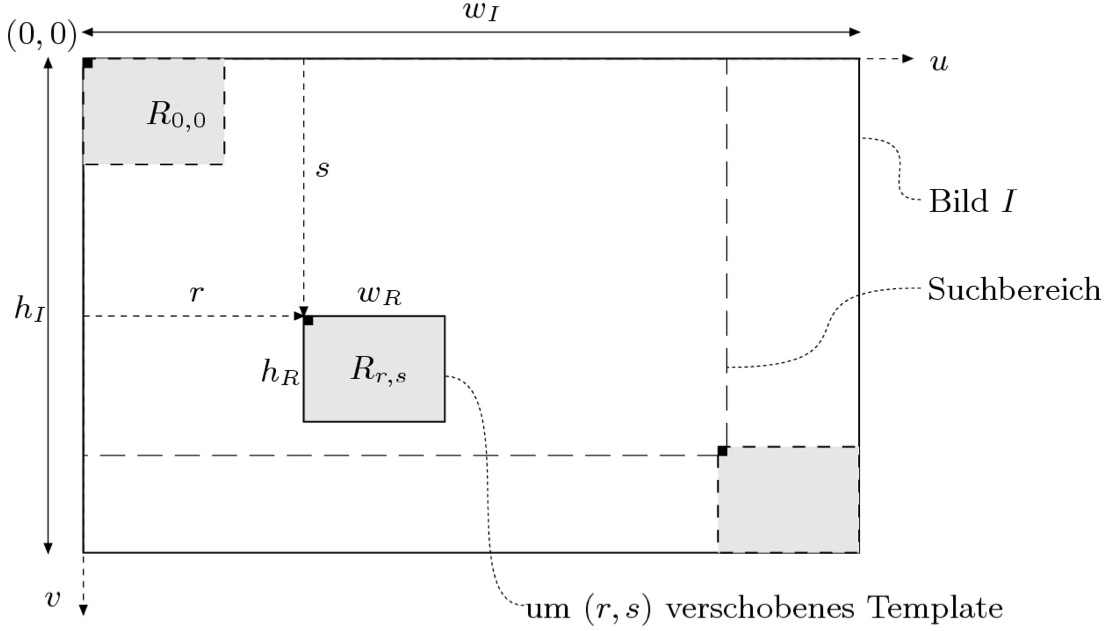 w_I
(0, 0)
u
R_{0,0}
s
Bild I
r
w_R
Suchbereich
h_I
h_R
R_{r,s}
v
um (r, s) verschobenes Template